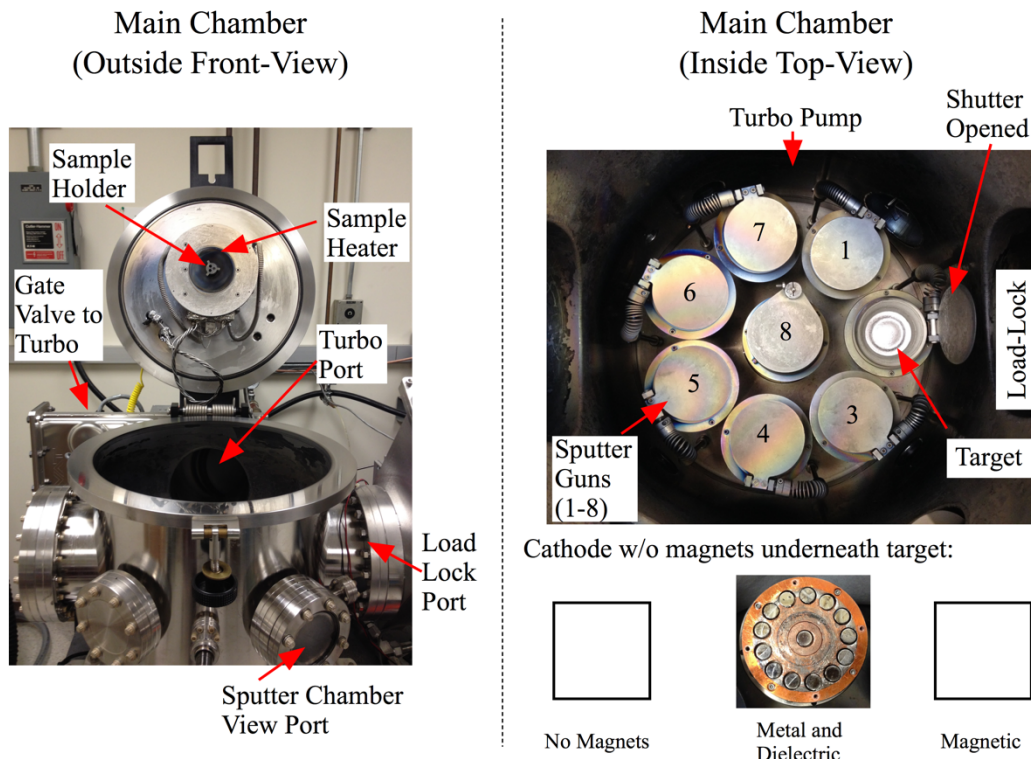 Main Chamber
(Outside Front-View)
Sample
Holder
Sample
Heater
Gate
Valve to
Turbo
Turbo
Port
Load
Lock
Port
Sputter Chamber
View Port
Main Chamber
(Inside Top-View)
Turbo Pump
Shutter
Opened
7
1
6
8
5
4
3
Load-Lock
Sputter
Guns
(1-8)
Target
Cathode w/o magnets underneath target:
No Magnets
Metal and
Dielectric
Magnetic